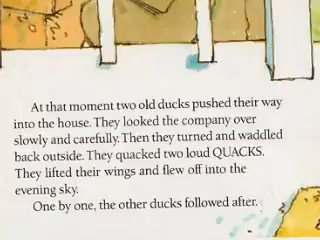 At that moment two old ducks pushed their way
into the house. They looked the company over
slowly and carefully. Then they turned and waddled
back outside. They quacked two loud QUACKS.
They lifted their wings and flew off into the
evening sky.
One by one, the other ducks followed after.